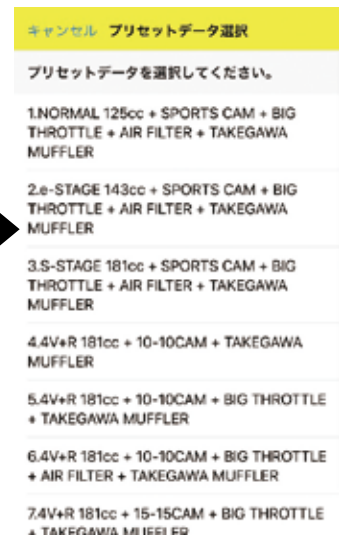 キャンセル プリセットデータ選択
プリセットデータを選択してください。
1.NORMAL 125cc + SPORTS CAM + BIG
THROTTLE + AIR FILTER + TAKEGAWA
MUFFLER
2.e-STAGE 143cc + SPORTS CAM + BIG
THROTTLE + AIR FILTER + TAKEGAWA
MUFFLER
3.S-STAGE 181cc + SPORTS CAM + BIG
THROTTLE + AIR FILTER + TAKEGAWA
MUFFLER
4.4V+R 181cc + 10-10CAM + TAKEGAWA
MUFFLER
5.4V+R 181cc + 10-10CAM + BIG THROTTLE
+ TAKEGAWA MUFFLER
6.4V+R 181cc + 10-10CAM + BIG THROTTLE
+ AIR FILTER + TAKEGAWA MUFFLER
7.4V+R 181cc + 15-15CAM + BIG THROTTLE
+ TAKEGAWA MUFFLER